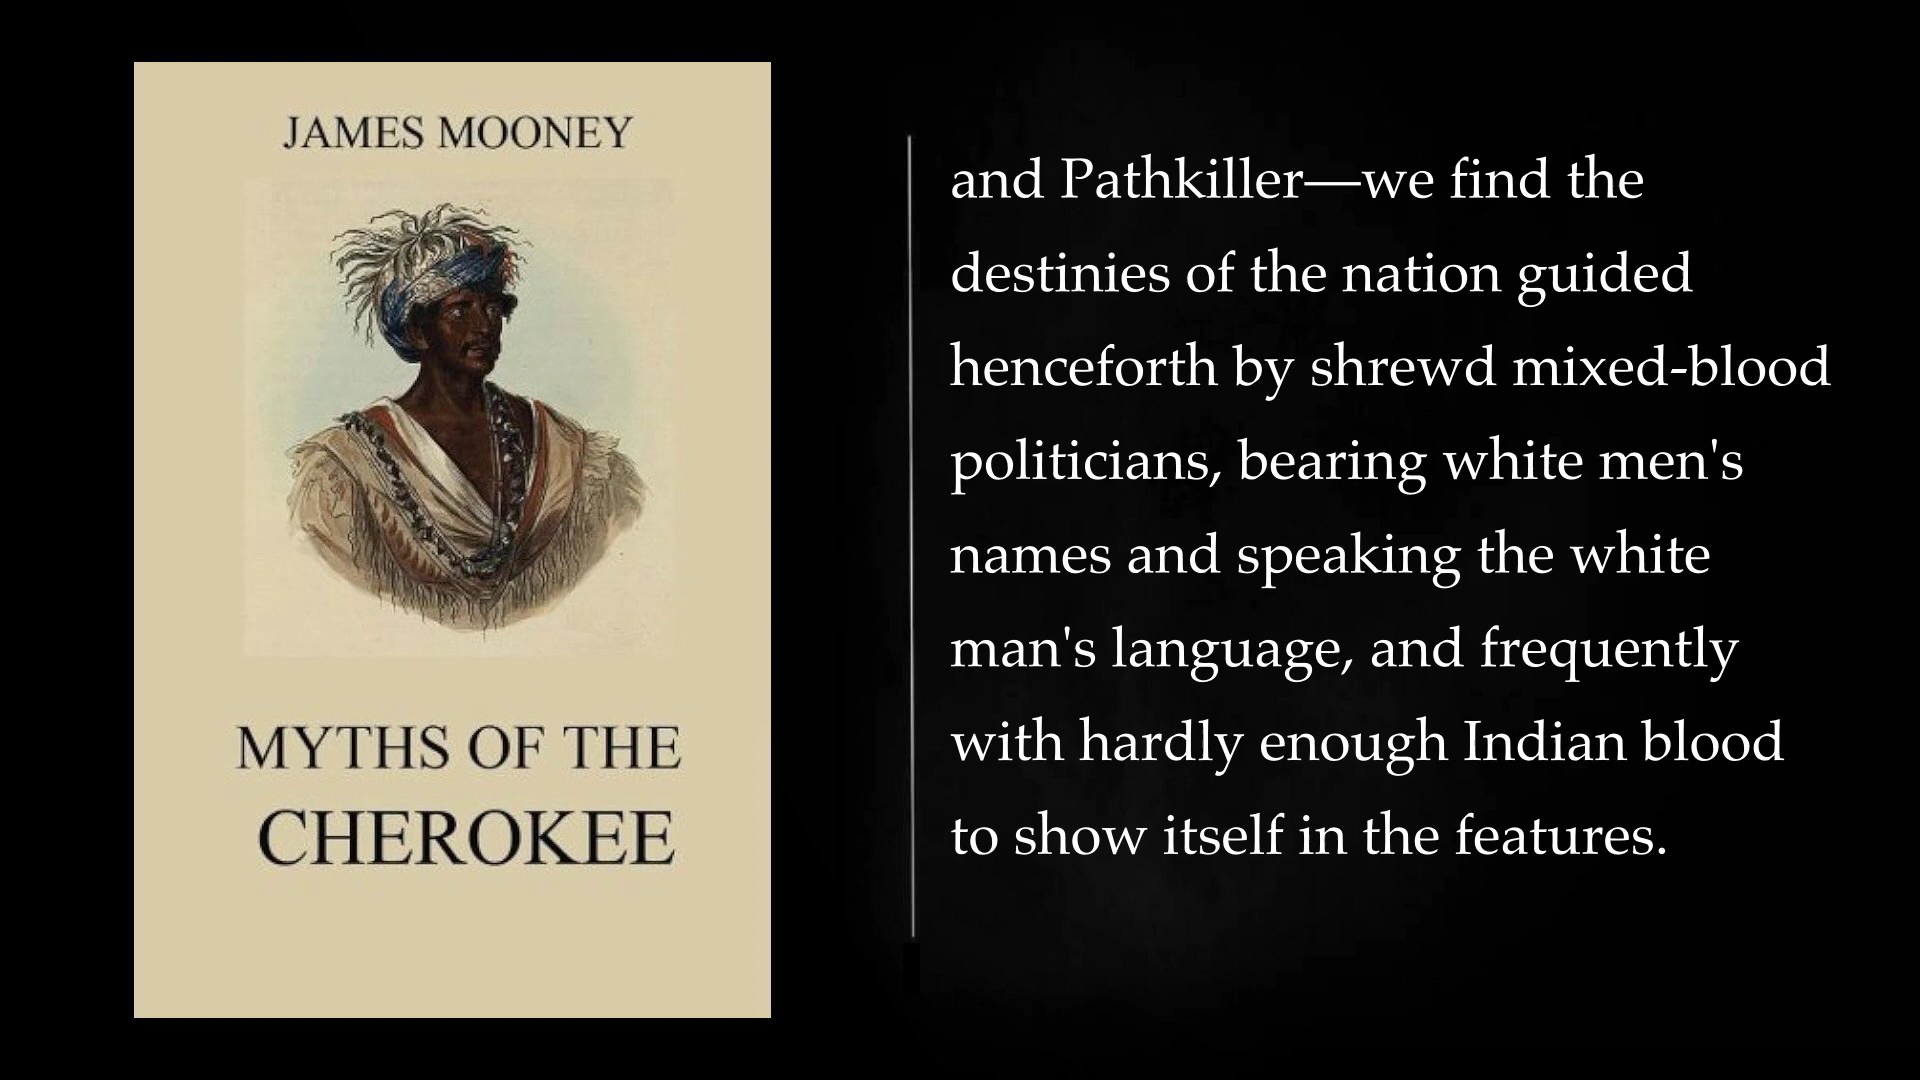 JAMES MOONEY
MYTHS OF THE
CHEROKEE
and Pathkiller—we find the
destinies of the nation guided
henceforth by shrewd mixed-blood
politicians, bearing white men's
names and speaking the white
man's language, and frequently
with hardly enough Indian blood
to show itself in the features.